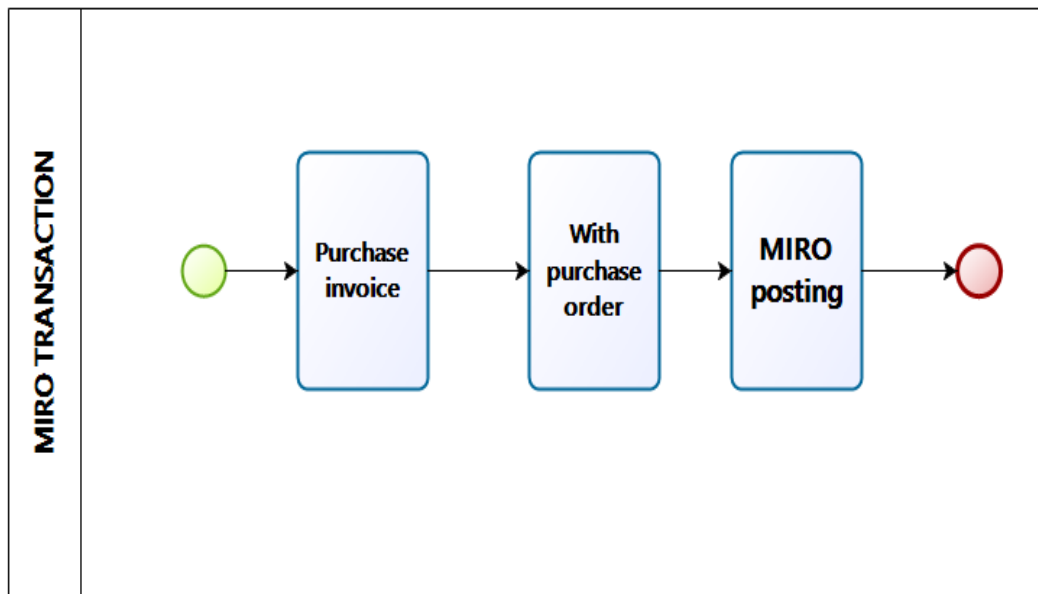 MIRO TRANSACTION
Purchase
invoice
With
purchase
order
MIRO
posting